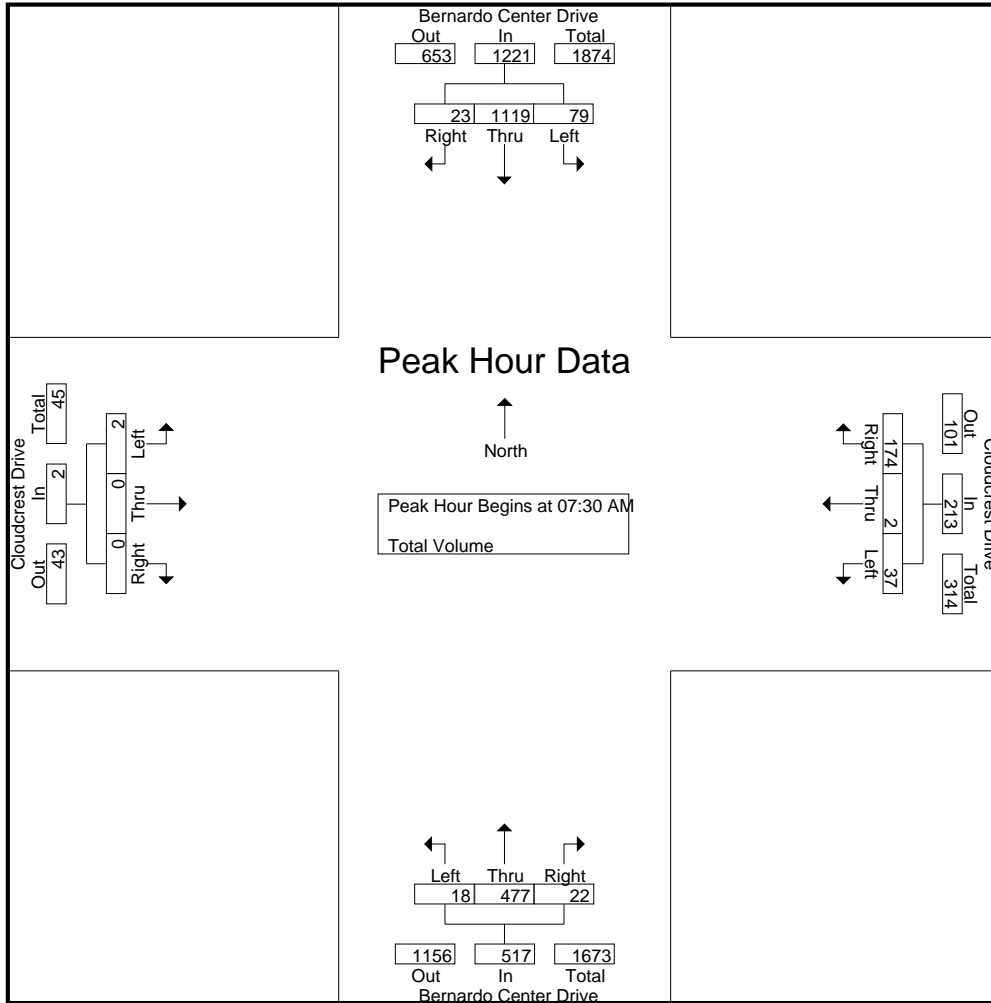 Bernardo Center Drive
Out In Total
653 1221 1874
23 1119 79
Right Thru Left
Peak Hour Data
North
Peak Hour Begins at 07:30 AM
Total Volume
Cloudcrest Drive
Out In Total
43 2 45
Left Thru Right
2 0 0
Cloudcrest Drive
Out In Total
101 213 314
Right Thru Left
174 2 37
Left Thru Right
18 477 22
1156 517 1673
Out In Total
Bernardo Center Drive